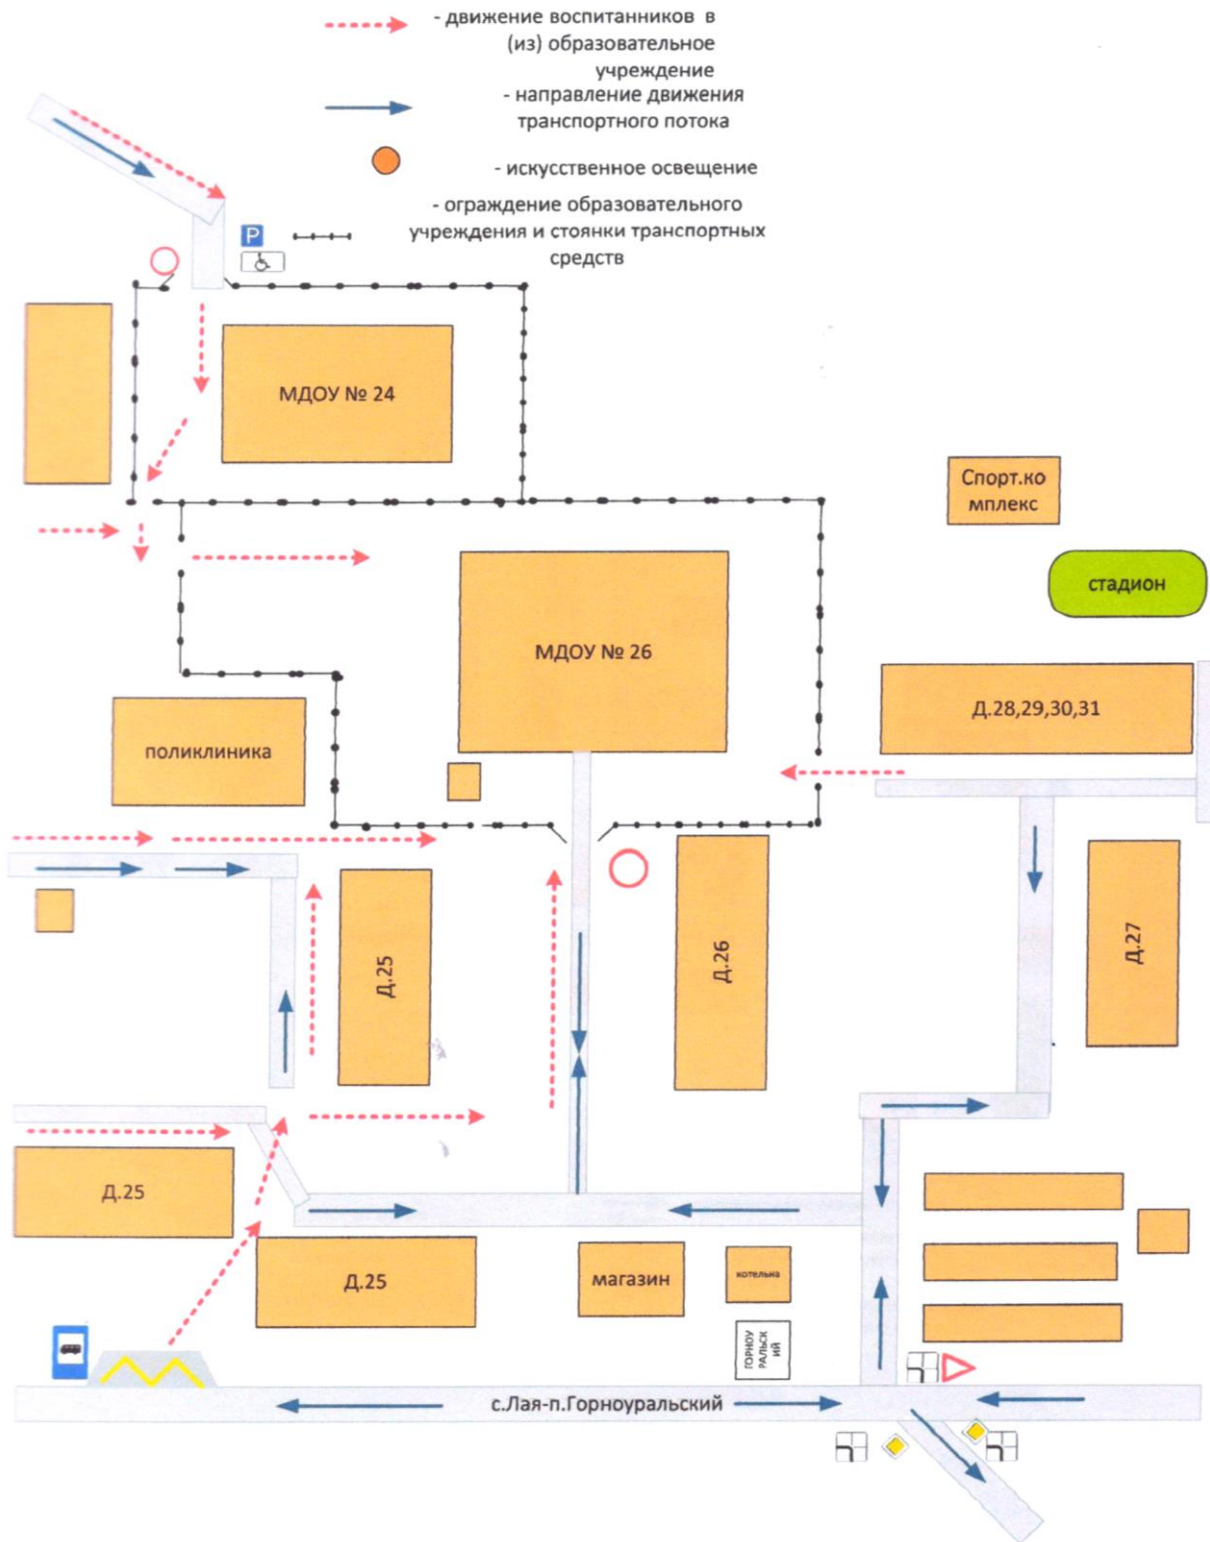 - движение воспитанников в
(из) образовательное
учреждение
- направление движения
транспортного потока
- искусственное освещение
- ограждение образовательного
учреждения и стоянки транспортных
средств
P
МДОУ № 24
Спорт.ко
мплекс
стадион
МДОУ № 26
Д.28,29,30,31
поликлиника
Д.25
Д.26
Д.27
Д.25
Д.25
магазин
котельна
ГОРНОУ
РАЛЬСК
ИЙ
с.Лая-п.Горноуральский